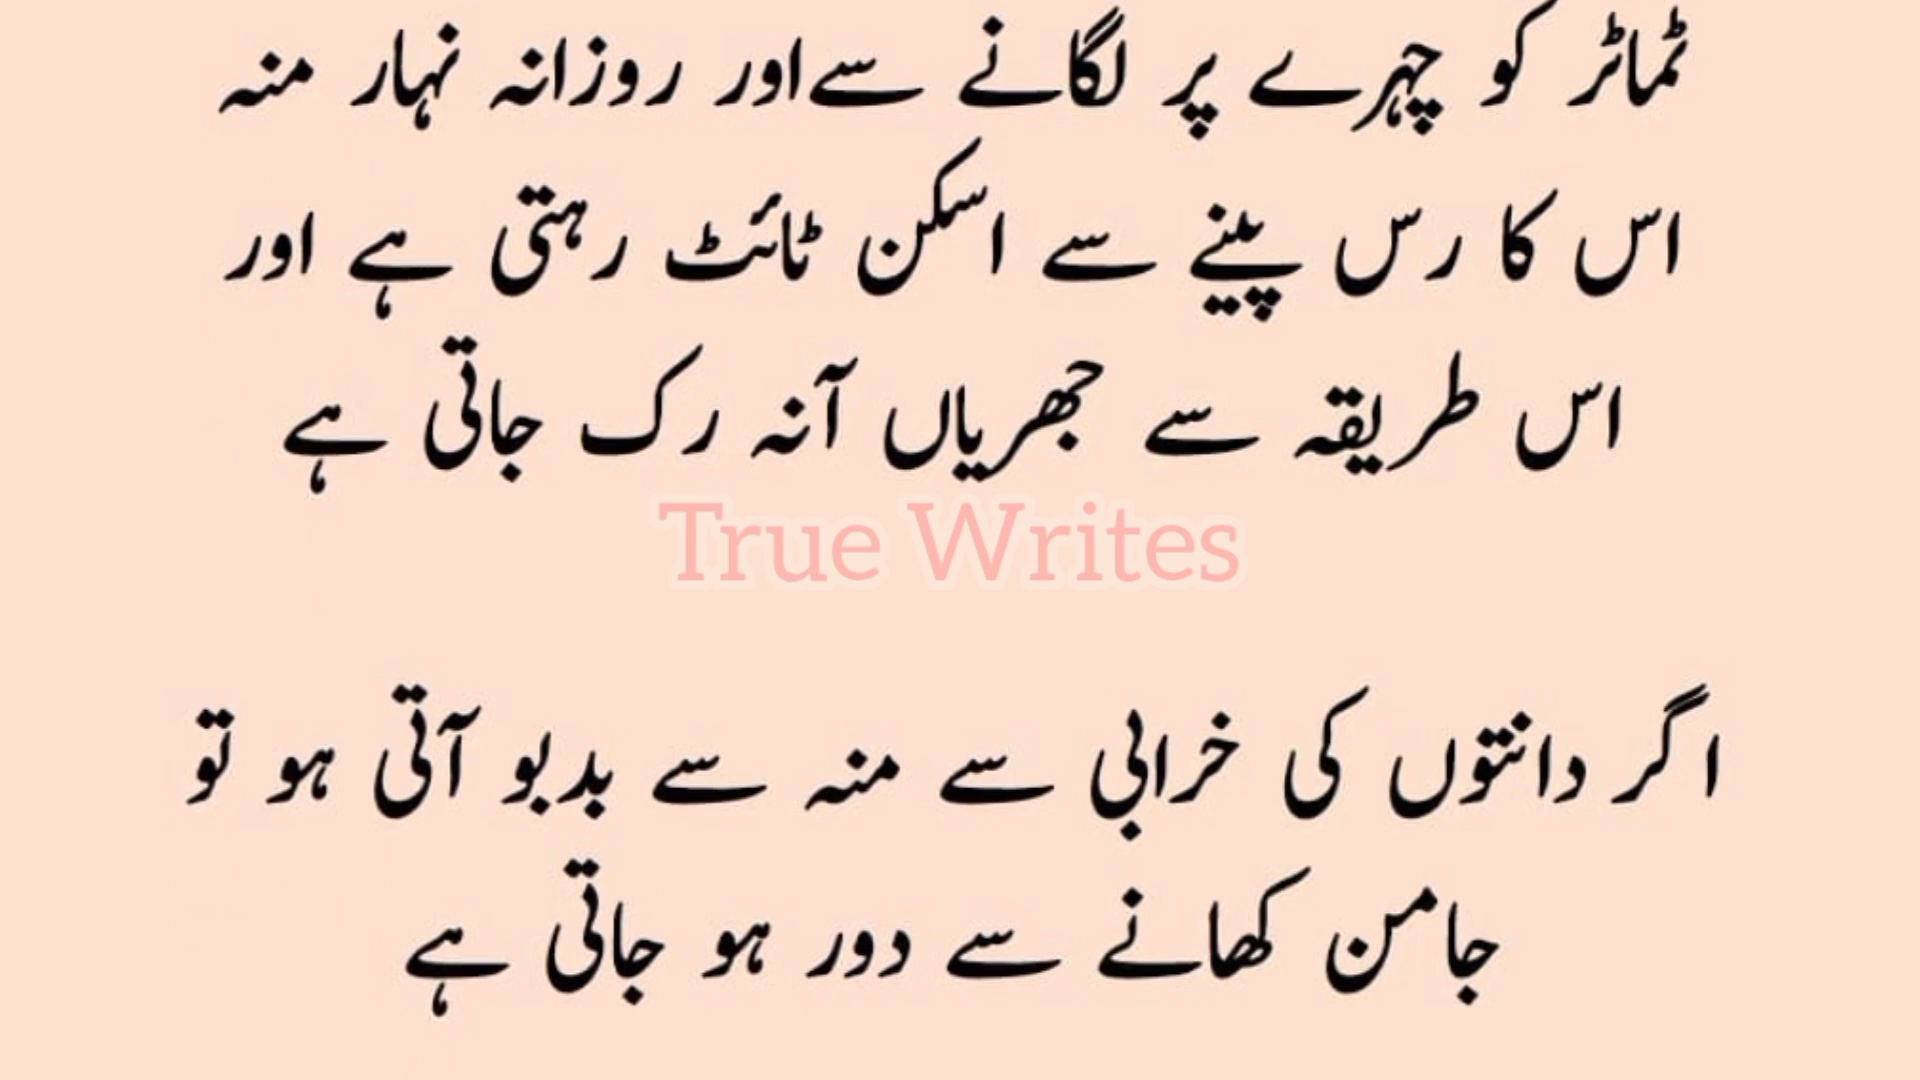 ٹماٹر کو چہرے پر لگانے سے اور روزانہ نہار منہ
اس کا رس پینے سے اسکن ٹائٹ رہتی ہے اور
اس طریقہ سے جھریاں آنہ رک جاتی ہے
True Writes
اگر دانتوں کی خرابی سے منہ سے بدبو آتی ہو تو
جامن کھانے سے دور ہو جاتی ہے